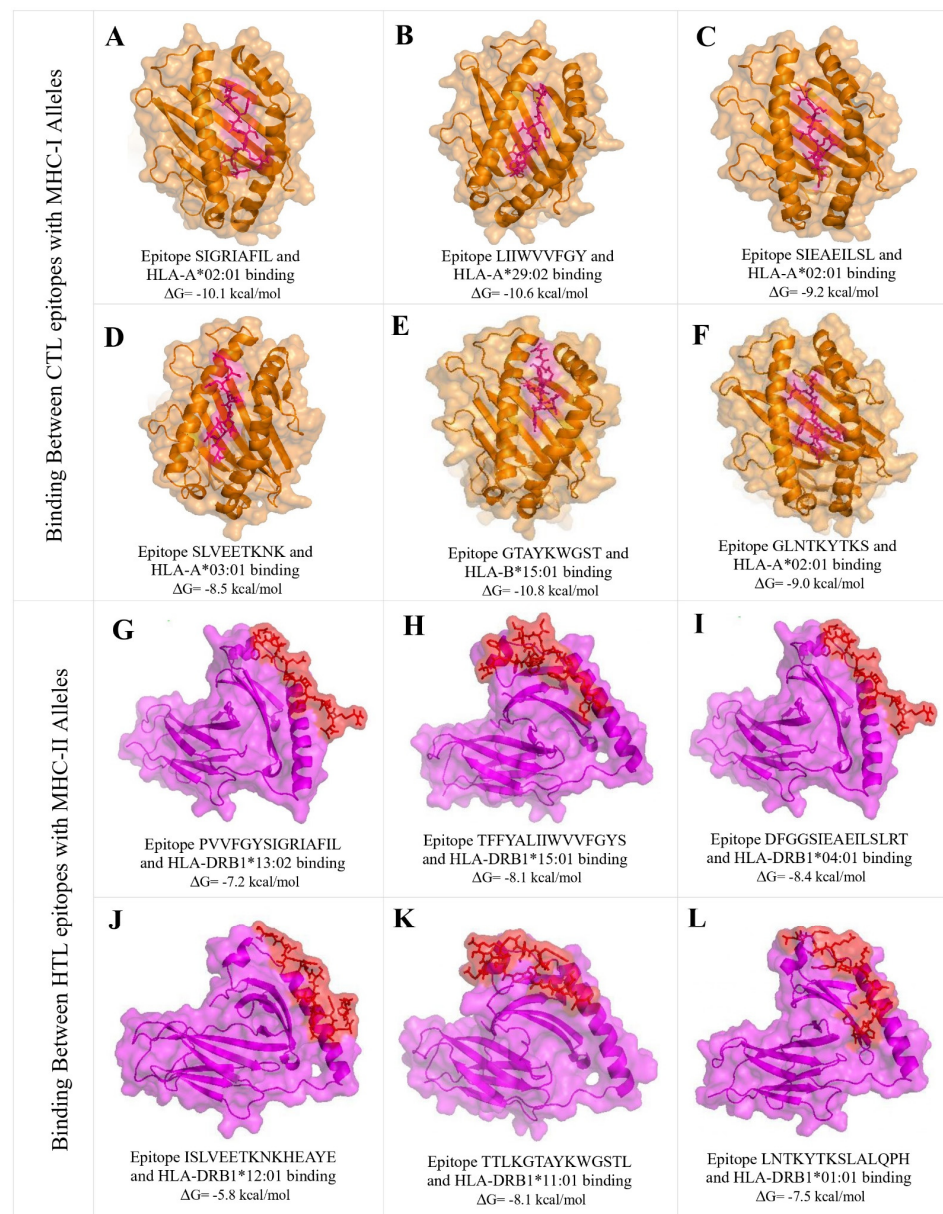 Binding Between CTL epitopes with MHC-I Alleles
A
Epitope SIGRIAFIL and
HLA-A*02:01 binding
ΔG= -10.1 kcal/mol
B
Epitope LIIWVVFGY and
HLA-A*29:02 binding
ΔG= -10.6 kcal/mol
C
Epitope SIEAEILSL and
HLA-A*02:01 binding
ΔG= -9.2 kcal/mol
D
Epitope SLVEETKNK and
HLA-A*03:01 binding
ΔG= -8.5 kcal/mol
E
Epitope GTAYKWGST and
HLA-B*15:01 binding
ΔG= -10.8 kcal/mol
F
Epitope GLNTKYTKS and
HLA-A*02:01 binding
ΔG= -9.0 kcal/mol
Binding Between HTL epitopes with MHC-II Alleles
G
Epitope PVVFGYSIGRIAFIL
and HLA-DRB1*13:02 binding
ΔG= -7.2 kcal/mol
H
Epitope TFFYALIIWVVFGYS
and HLA-DRB1*15:01 binding
ΔG= -8.1 kcal/mol
I
Epitope DFGGSIEAEILSLRT
and HLA-DRB1*04:01 binding
ΔG= -8.4 kcal/mol
J
Epitope ISLVEETKNKHEAYE
and HLA-DRB1*12:01 binding
ΔG= -5.8 kcal/mol
K
Epitope TTLKGTAYKWGSTL
and HLA-DRB1*11:01 binding
ΔG= -8.1 kcal/mol
L
Epitope LNTKYTKSLALQPH
and HLA-DRB1*01:01 binding
ΔG= -7.5 kcal/mol